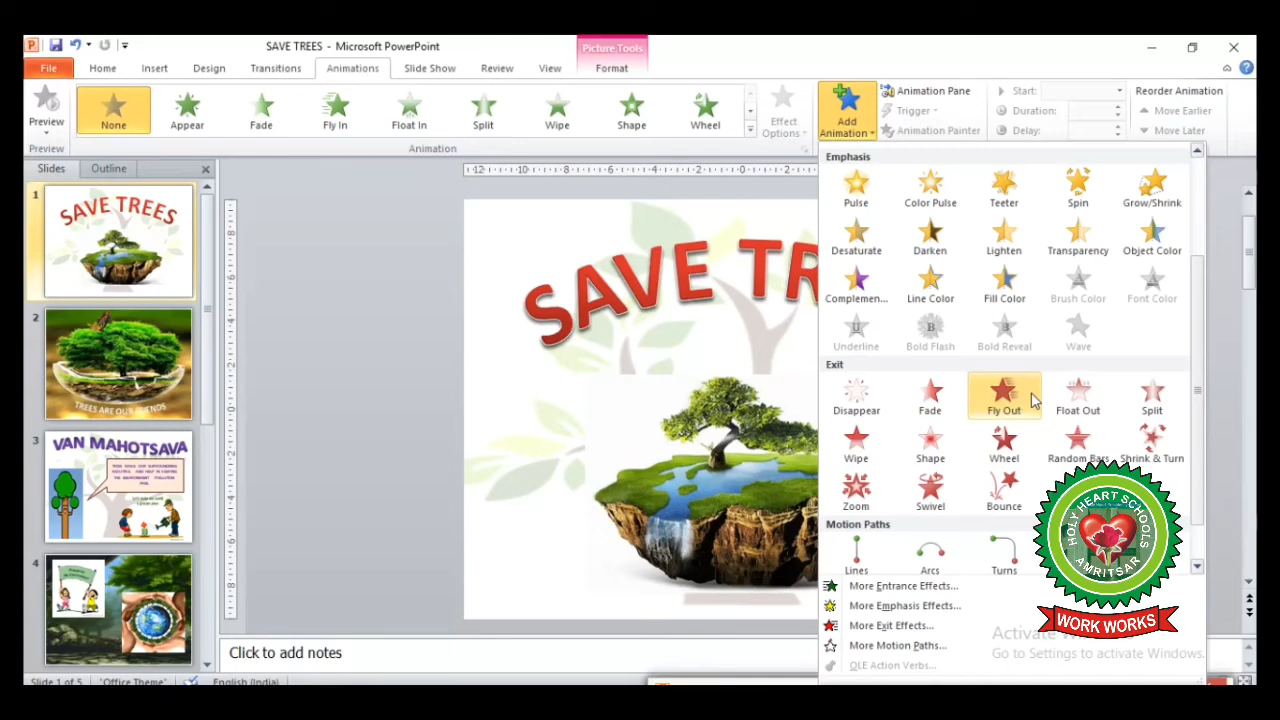 SAVE TREES - Microsoft PowerPoint
Picture Tools
File Home Insert Design Transitions Animations Slide Show Review View Format
Preview
None Appear Fade Fly In Float In Split Wipe Shape Wheel
Effect
Options
Add
Animation
Animation Pane
Trigger
Animation Painter
Start:
Duration:
Delay:
Reorder Animation
Move Earlier
Move Later
Preview
Animation
Slides Outline
1
SAVE TREES
2
TREES ARE OUR FRIENDS
3
VAN MAHOTSAVA
4
SAVE TR
Emphasis
Pulse Color Pulse Teeter Spin Grow/Shrink
Desaturate Darken Lighten Transparency Object Color
Complemen... Line Color Fill Color Brush Color Font Color
Underline Bold Flash Bold Reveal Wave
Exit
Disappear Fade Fly Out Float Out Split
Wipe Shape Wheel Random Bars Shrink & Turn
Zoom Swivel Bounce
Motion Paths
Lines Arcs Turns
More Entrance Effects...
More Emphasis Effects...
More Exit Effects...
More Motion Paths...
OLE Action Verbs...
HOLY HEART SCHOOLS
AMRITSAR
WORK WORKS
Activate W
Go to Settings to activate Windows.
Click to add notes
Slide 1 of 5 "Office Theme" English (India)